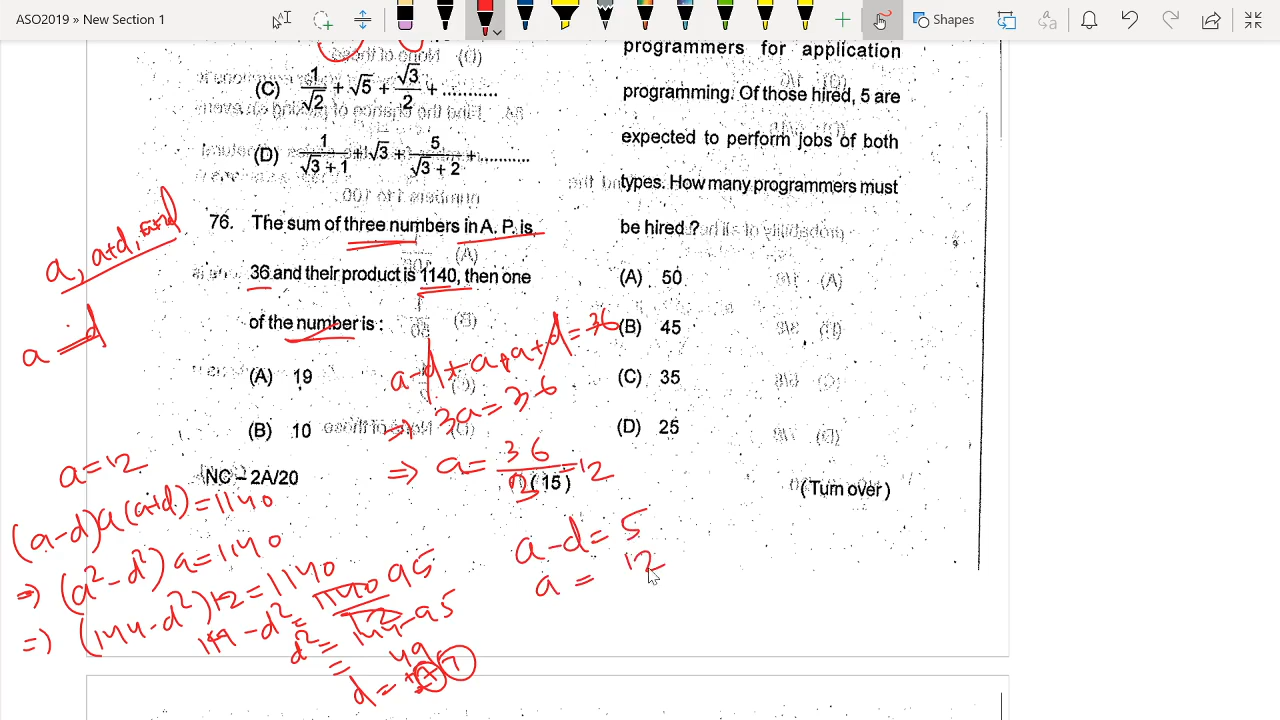 ASO2019 » New Section 1
Shapes
(C) 1/√2 + √5 + √3/2 + ...........
(D) 1/(√3 + 1) + √3 + 5/(√3 + 2) + ...........
76. The sum of three numbers in A. P. is
36 and their product is 1140, then one
of the number is :
(A) 19
(B) 10
NC – 2A/20
(15)
programmers for application
programming. Of those hired, 5 are
expected to perform jobs of both
types. How many programmers must
be hired ?
(A) 50
(B) 45
(C) 35
(D) 25
(Turn over)
a, a+d,
a-d
a-d+a+a+d=36
=> 3a=36
=> a=36/3=12
a=12
(a-d)a(a+d)=1140
=> (a²-d²)a=1140
=> (144-d²)12=1140
144-d²=1140/12 95
d²=144-95
= 49
d=±7 7
a-d=5
a = 12